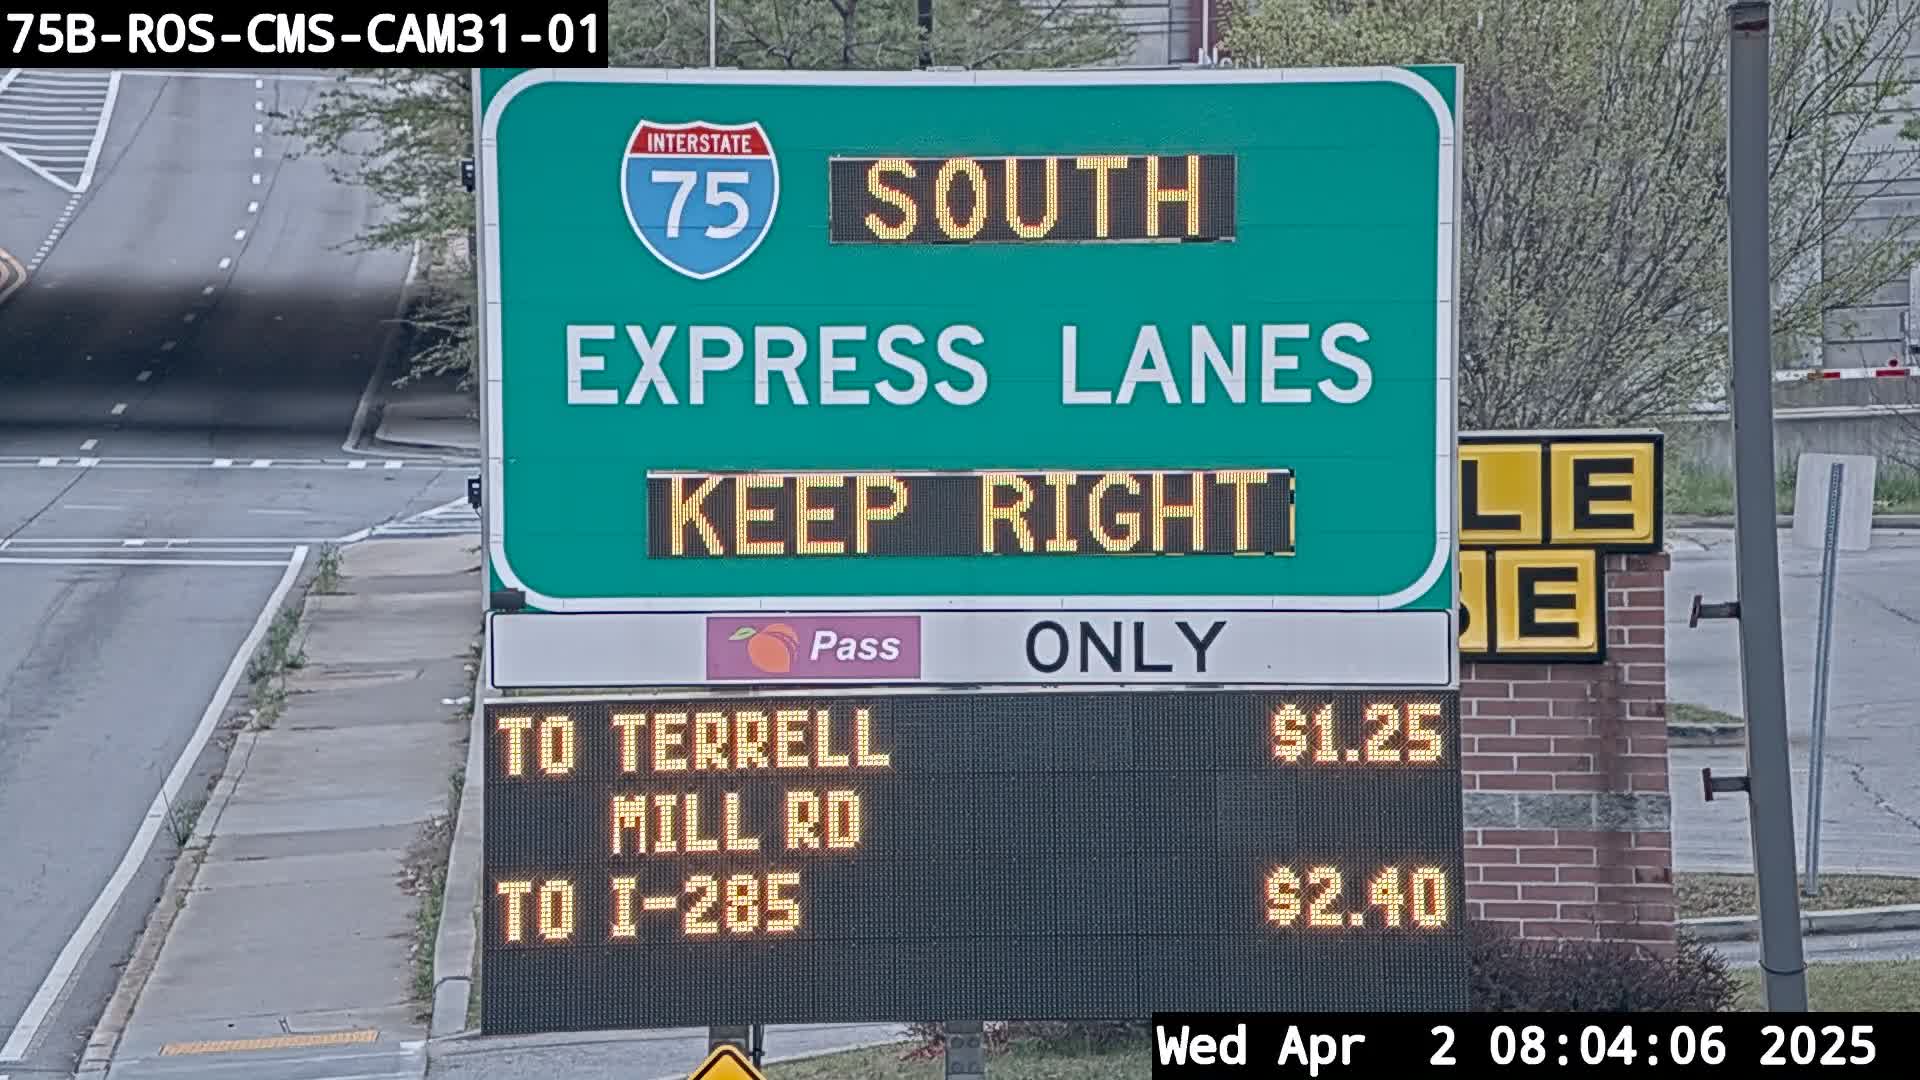 75B-ROS-CMS-CAM31-01
INTERSTATE
75
SOUTH
EXPRESS LANES
KEEP RIGHT
Pass ONLY
TO TERRELL $1.25
MILL RD
TO I-285 $2.40
LE
E
Wed Apr 2 08:04:06 2025